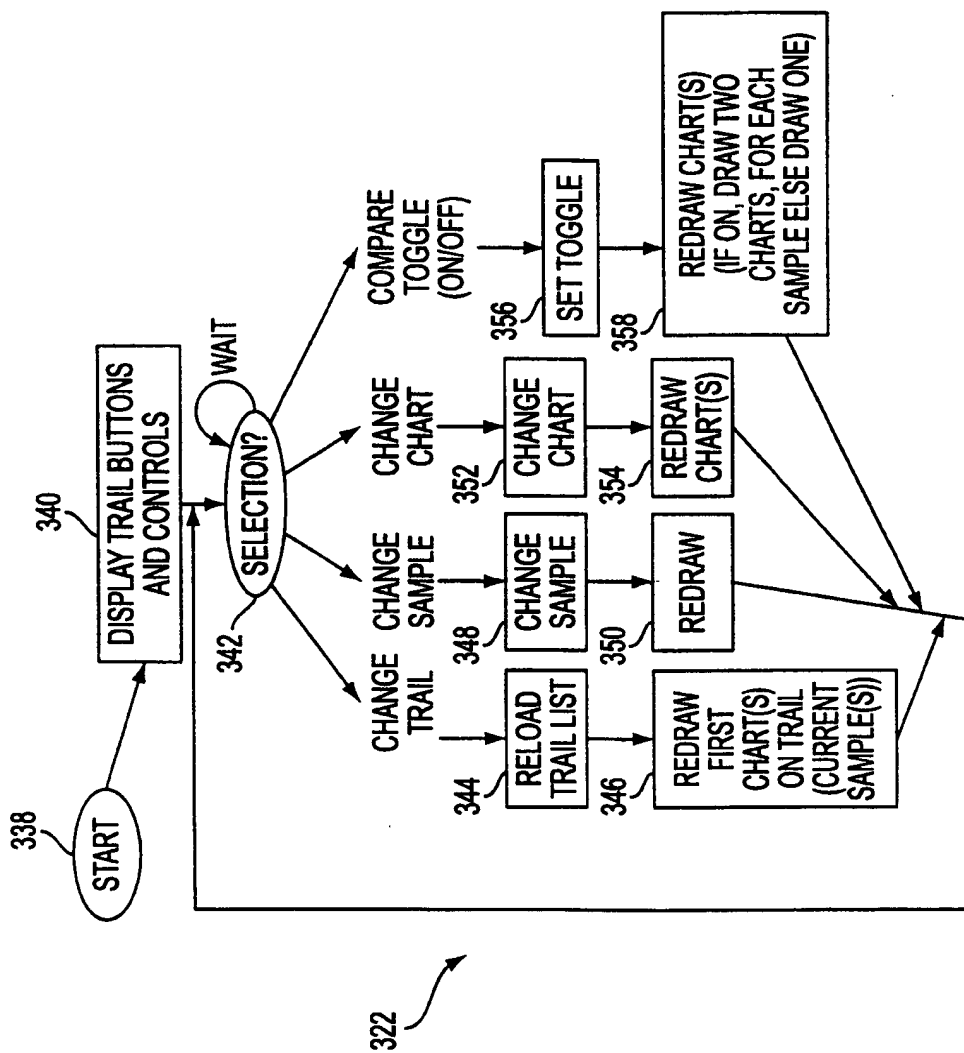 338
START
340
DISPLAY TRAIL BUTTONS
AND CONTROLS
342
SELECTION?
WAIT
CHANGE
TRAIL
CHANGE
SAMPLE
CHANGE
CHART
COMPARE
TOGGLE
(ON/OFF)
344
RELOAD
TRAIL LIST
348
CHANGE
SAMPLE
352
CHANGE
CHART
356
SET TOGGLE
346
REDRAW
FIRST
CHART(S)
ON TRAIL
(CURRENT
SAMPLE(S))
350
REDRAW
354
REDRAW
CHART(S)
358
REDRAW CHART(S)
(IF ON, DRAW TWO
CHARTS, FOR EACH
SAMPLE ELSE DRAW ONE)
322